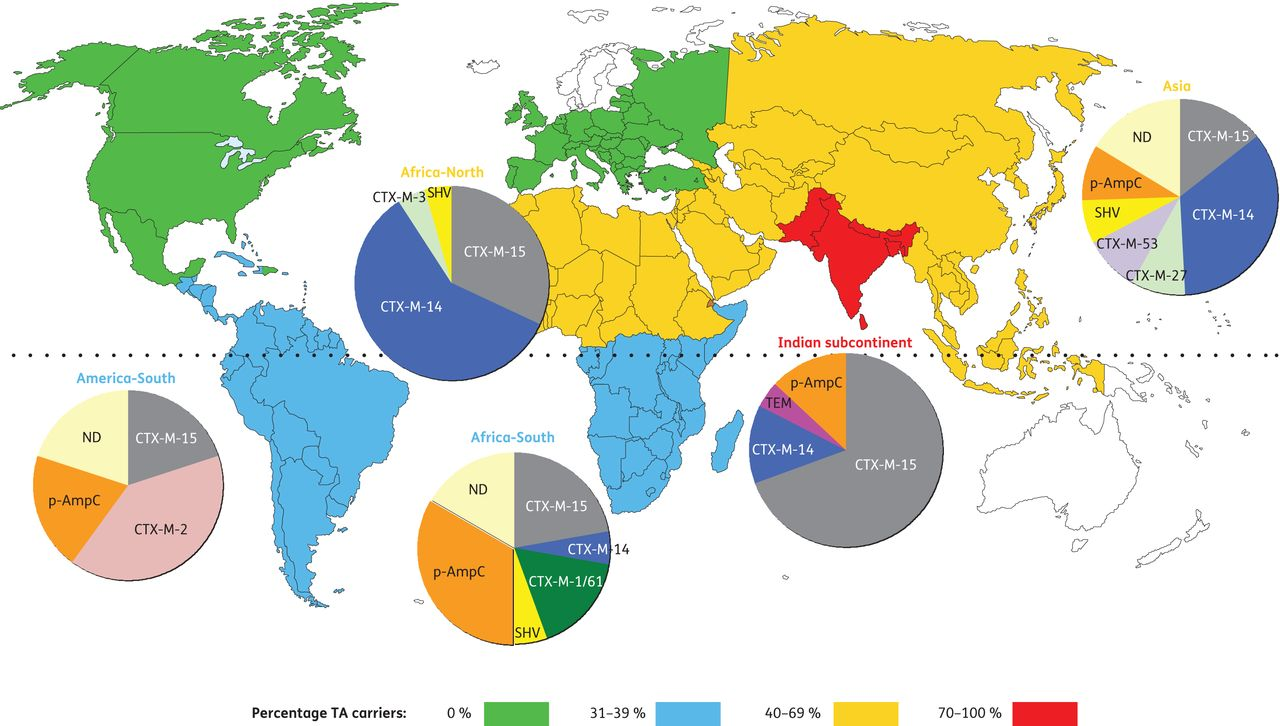 Asia
ND
CTX-M-15
p-AmpC
SHV
CTX-M-14
CTX-M-53
CTX-M-27
Africa-North
CTX-M-3
SHV
CTX-M-15
CTX-M-14
Indian subcontinent
p-AmpC
TEM
CTX-M-14
CTX-M-15
America-South
ND
CTX-M-15
p-AmpC
CTX-M-2
Africa-South
ND
CTX-M-15
CTX-M-14
p-AmpC
CTX-M-1/61
SHV
Percentage TA carriers: 0 % 31–39 % 40–69 % 70–100 %